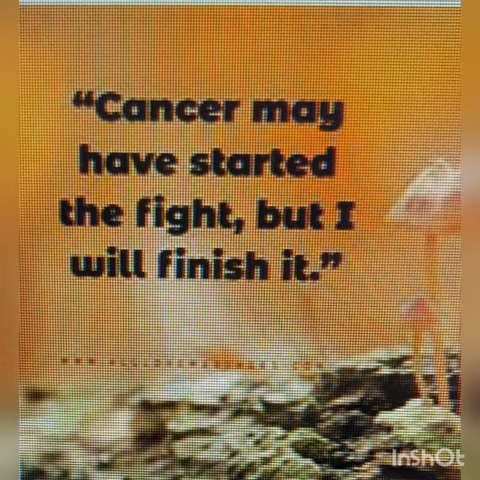 “Cancer may
have started
the fight, but I
will finish it.”
InShOt